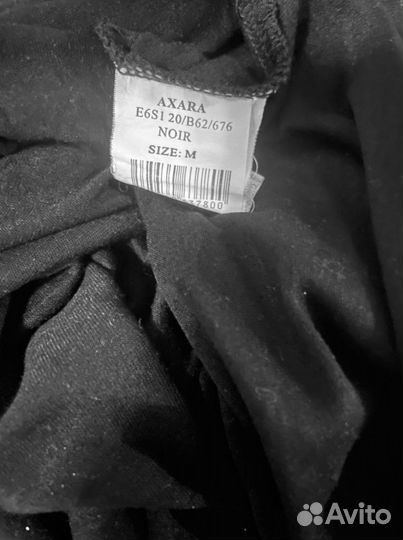 AXARA
E6S1 20/B62/676
NOIR
SIZE: M
Avito